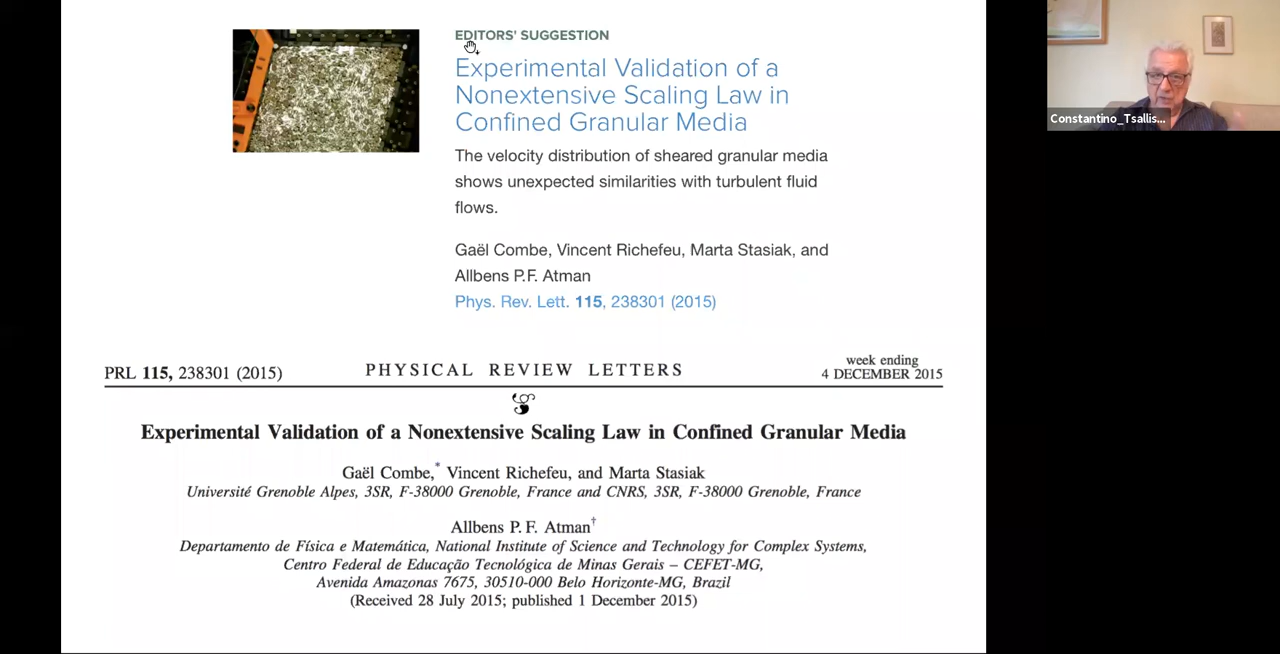 EDITORS' SUGGESTION
Experimental Validation of a
Nonextensive Scaling Law in
Confined Granular Media
The velocity distribution of sheared granular media
shows unexpected similarities with turbulent fluid
flows.
Gaël Combe, Vincent Richefeu, Marta Stasiak, and
Allbens P.F. Atman
Phys. Rev. Lett. 115, 238301 (2015)
PRL 115, 238301 (2015)
PHYSICAL REVIEW LETTERS
week ending
4 DECEMBER 2015
Experimental Validation of a Nonextensive Scaling Law in Confined Granular Media
Gaël Combe,* Vincent Richefeu, and Marta Stasiak
Université Grenoble Alpes, 3SR, F-38000 Grenoble, France and CNRS, 3SR, F-38000 Grenoble, France
Allbens P. F. Atman†
Departamento de Física e Matemática, National Institute of Science and Technology for Complex Systems,
Centro Federal de Educação Tecnológica de Minas Gerais – CEFET-MG,
Avenida Amazonas 7675, 30510-000 Belo Horizonte-MG, Brazil
(Received 28 July 2015; published 1 December 2015)
Constantino_Tsallis...